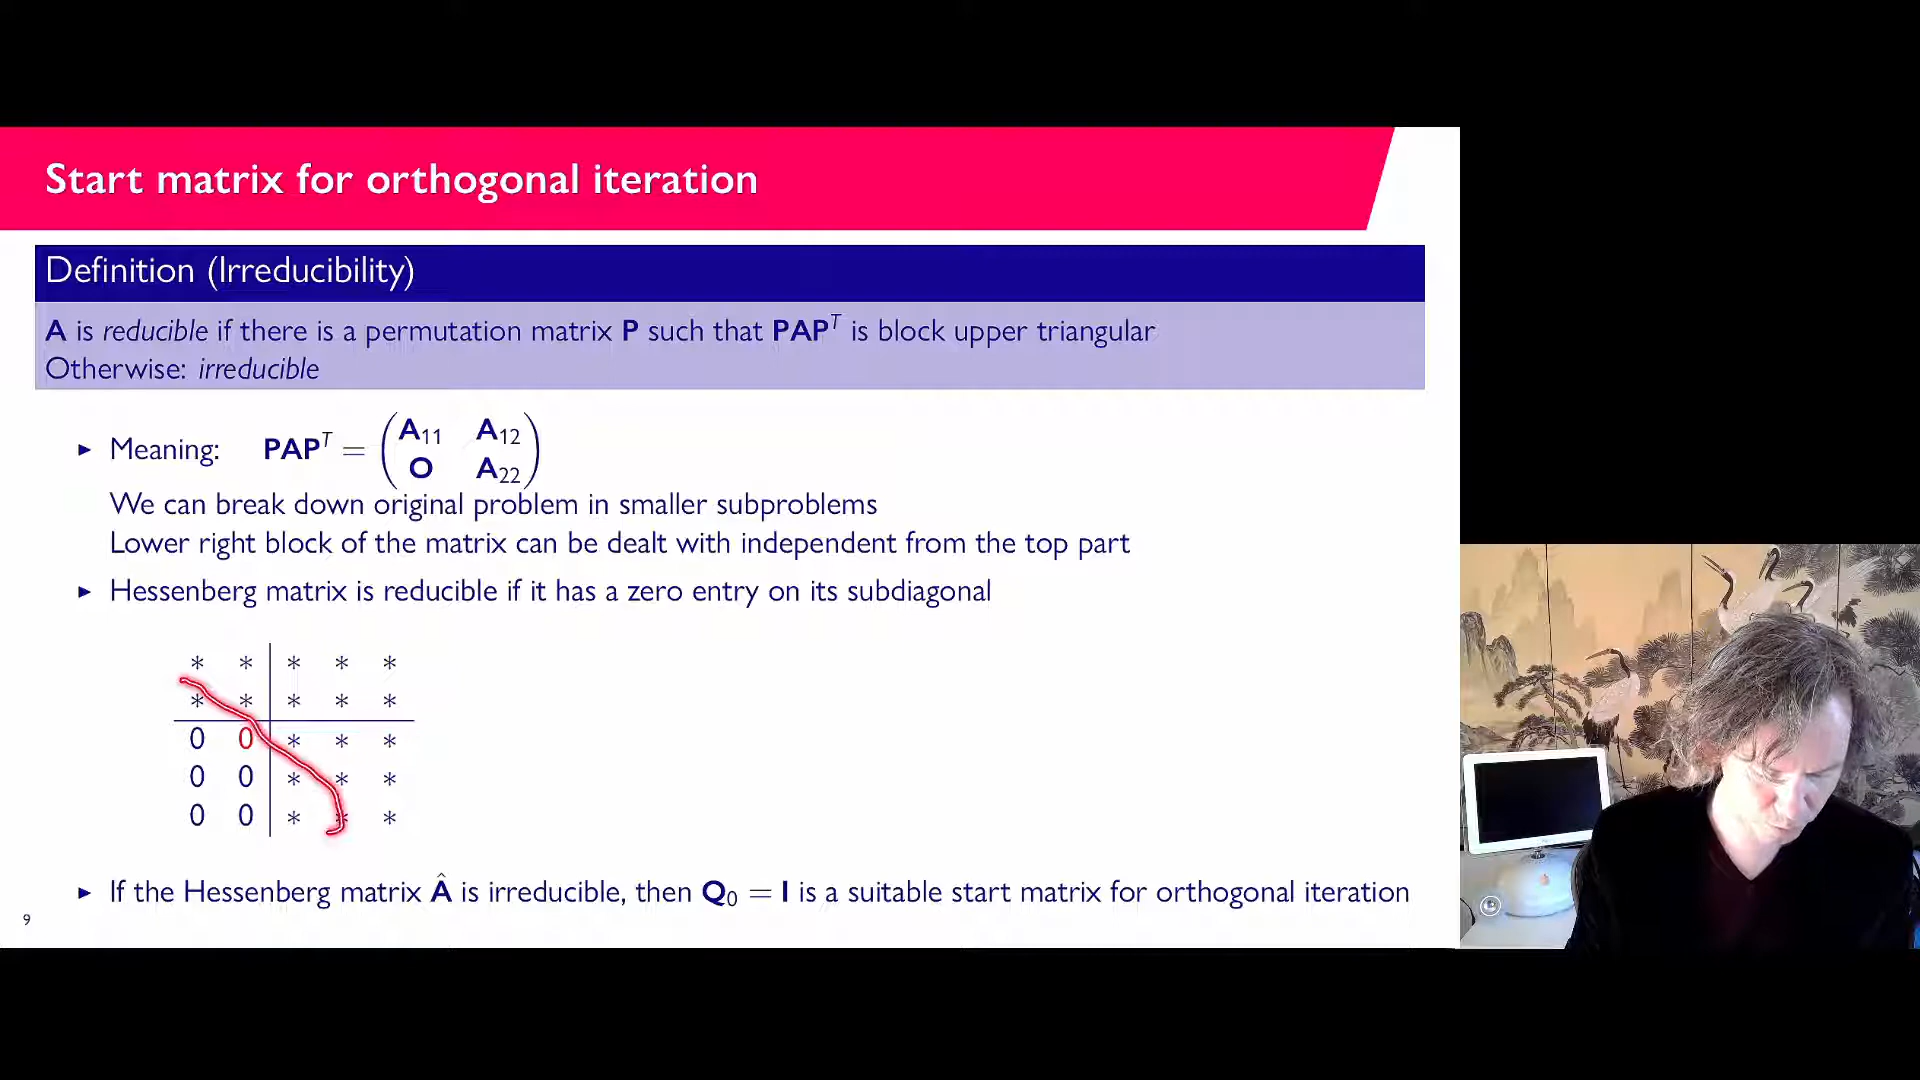 Start matrix for orthogonal iteration
Definition (Irreducibility)
A is reducible if there is a permutation matrix P such that PAPᵀ is block upper triangular
Otherwise: irreducible
▸ Meaning: PAPᵀ = (A₁₁ A₁₂
O A₂₂)
We can break down original problem in smaller subproblems
Lower right block of the matrix can be dealt with independent from the top part
▸ Hessenberg matrix is reducible if it has a zero entry on its subdiagonal
* * * * *
* * * * *
0 0 * * *
0 0 * * *
0 0 * * *
▸ If the Hessenberg matrix Â is irreducible, then Q₀ = I is a suitable start matrix for orthogonal iteration
9